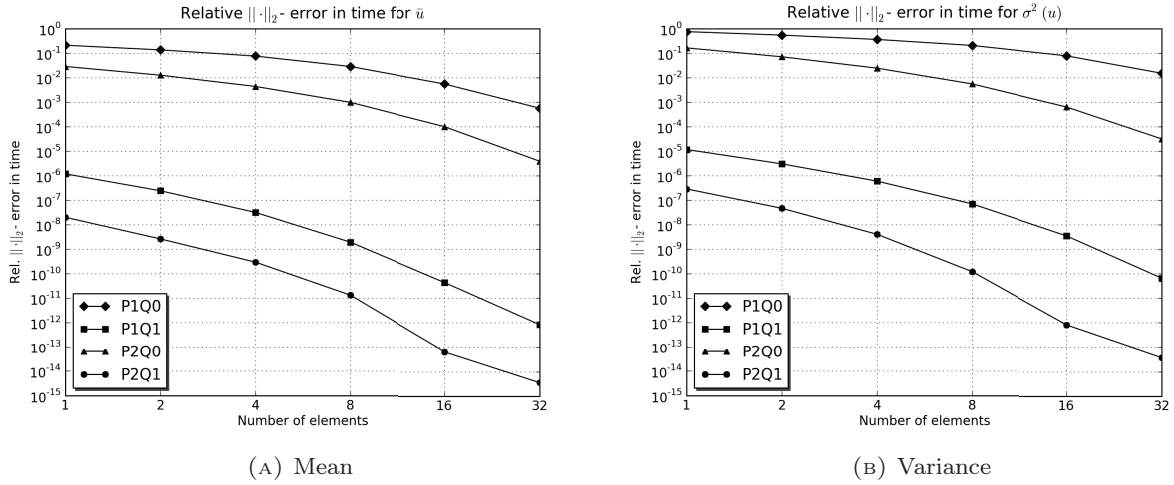 Relative || · ||₂ - error in time for ū
Rel. || · ||₂ - error in time
10⁰
10⁻¹
10⁻²
10⁻³
10⁻⁴
10⁻⁵
10⁻⁶
10⁻⁷
10⁻⁸
10⁻⁹
10⁻¹⁰
10⁻¹¹
10⁻¹²
10⁻¹³
10⁻¹⁴
10⁻¹⁵
P1Q0
P1Q1
P2Q0
P2Q1
1 2 4 8 16 32
Number of elements
(A) Mean
Relative || · ||₂ - error in time for σ² (u)
Rel. || · ||₂ - error in time
10⁰
10⁻¹
10⁻²
10⁻³
10⁻⁴
10⁻⁵
10⁻⁶
10⁻⁷
10⁻⁸
10⁻⁹
10⁻¹⁰
10⁻¹¹
10⁻¹²
10⁻¹³
10⁻¹⁴
10⁻¹⁵
P1Q0
P1Q1
P2Q0
P2Q1
1 2 4 8 16 32
Number of elements
(B) Variance